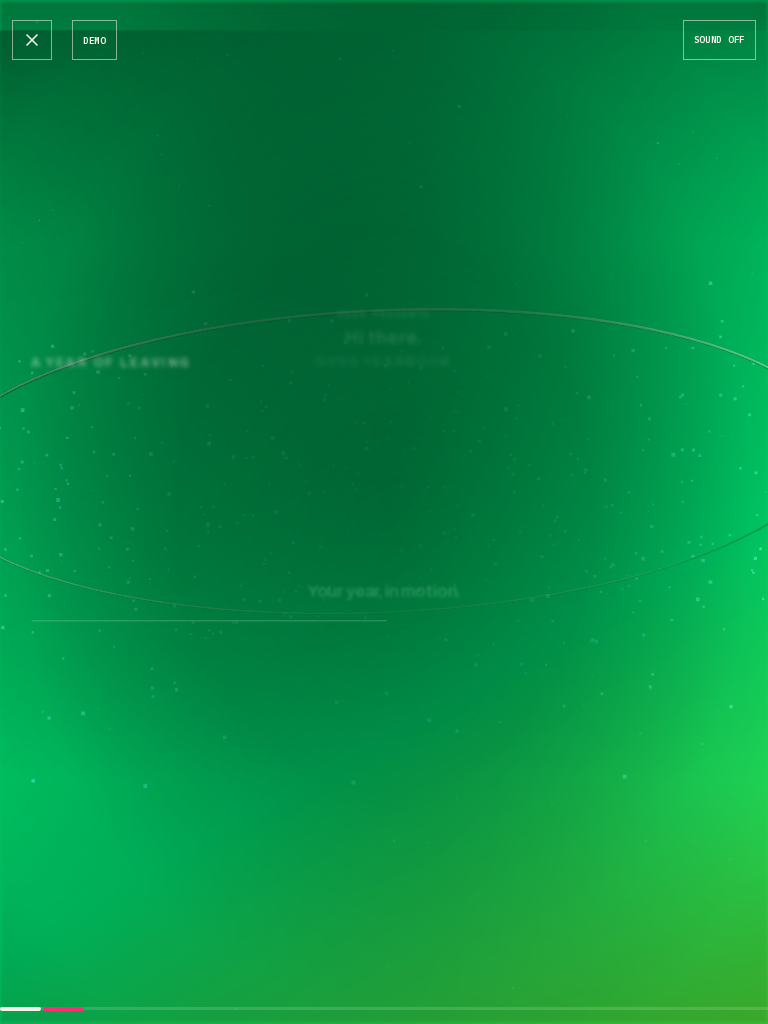 DEMO
SOUND OFF
Hi there.
A YEAR OF LEAVING
Your year, in motion.